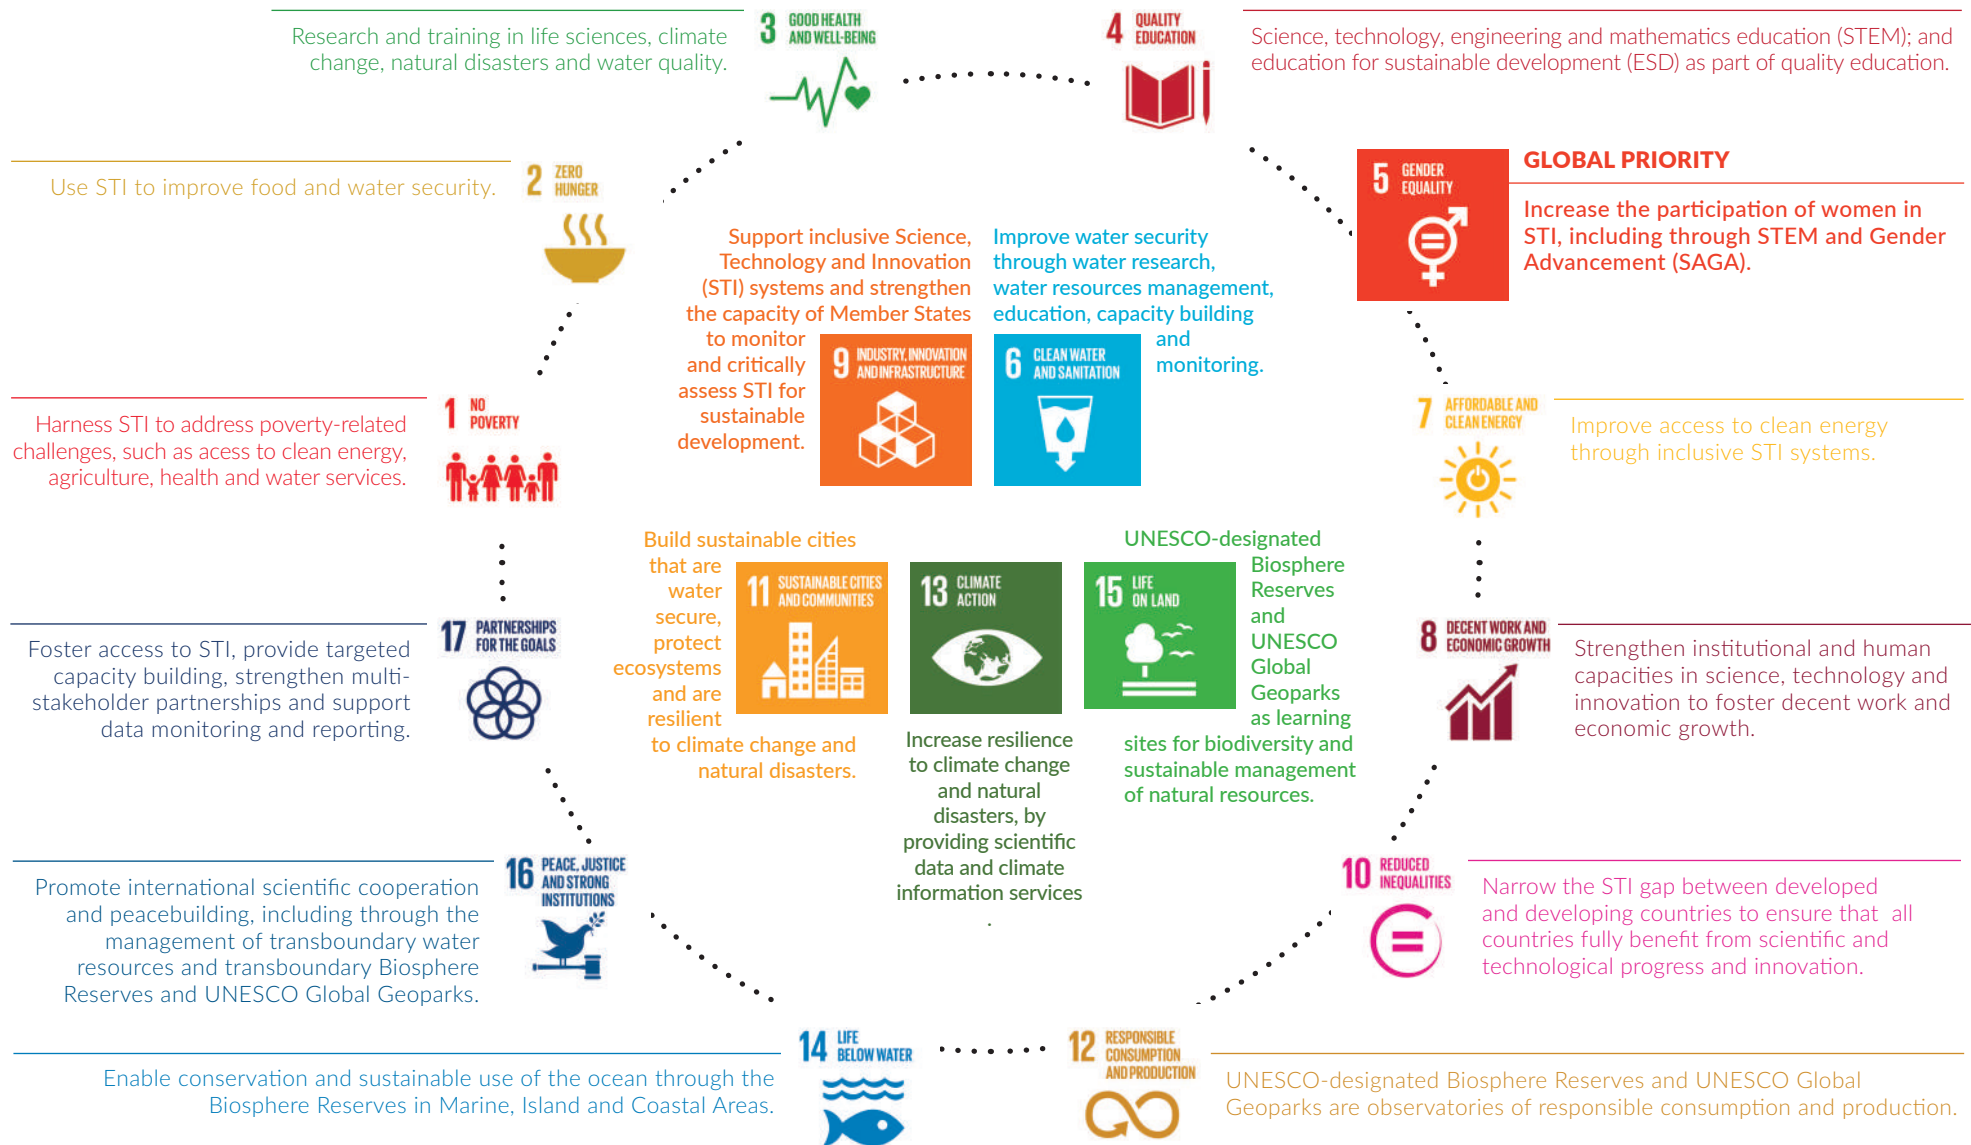 3 GOOD HEALTH
AND WELL-BEING
Research and training in life sciences, climate
change, natural disasters and water quality.
4 QUALITY
EDUCATION
Science, technology, engineering and mathematics education (STEM); and
education for sustainable development (ESD) as part of quality education.
2 ZERO
HUNGER
Use STI to improve food and water security.
5 GENDER
EQUALITY
GLOBAL PRIORITY
Increase the participation of women in
STI, including through STEM and Gender
Advancement (SAGA).
Support inclusive Science,
Technology and Innovation
(STI) systems and strengthen
the capacity of Member States
to monitor
and critically
assess STI for
sustainable
development.
9 INDUSTRY, INNOVATION
AND INFRASTRUCTURE
Improve water security
through water research,
water resources management,
education, capacity building
and
monitoring.
6 CLEAN WATER
AND SANITATION
1 NO
POVERTY
Harness STI to address poverty-related
challenges, such as acess to clean energy,
agriculture, health and water services.
7 AFFORDABLE AND
CLEAN ENERGY
Improve access to clean energy
through inclusive STI systems.
Build sustainable cities
that are
water
secure,
protect
ecosystems
and are
resilient
to climate change and
natural disasters.
11 SUSTAINABLE CITIES
AND COMMUNITIES
13 CLIMATE
ACTION
Increase resilience
to climate change
and natural
disasters, by
providing scientific
data and climate
information services
.
15 LIFE
ON LAND
UNESCO-designated
Biosphere
Reserves
and
UNESCO
Global
Geoparks
as learning
sites for biodiversity and
sustainable management
of natural resources.
17 PARTNERSHIPS
FOR THE GOALS
Foster access to STI, provide targeted
capacity building, strengthen multi-
stakeholder partnerships and support
data monitoring and reporting.
8 DECENT WORK AND
ECONOMIC GROWTH
Strengthen institutional and human
capacities in science, technology and
innovation to foster decent work and
economic growth.
16 PEACE, JUSTICE
AND STRONG
INSTITUTIONS
Promote international scientific cooperation
and peacebuilding, including through the
management of transboundary water
resources and transboundary Biosphere
Reserves and UNESCO Global Geoparks.
10 REDUCED
INEQUALITIES
Narrow the STI gap between developed
and developing countries to ensure that all
countries fully benefit from scientific and
technological progress and innovation.
14 LIFE
BELOW WATER
Enable conservation and sustainable use of the ocean through the
Biosphere Reserves in Marine, Island and Coastal Areas.
12 RESPONSIBLE
CONSUMPTION
AND PRODUCTION
UNESCO-designated Biosphere Reserves and UNESCO Global
Geoparks are observatories of responsible consumption and production.